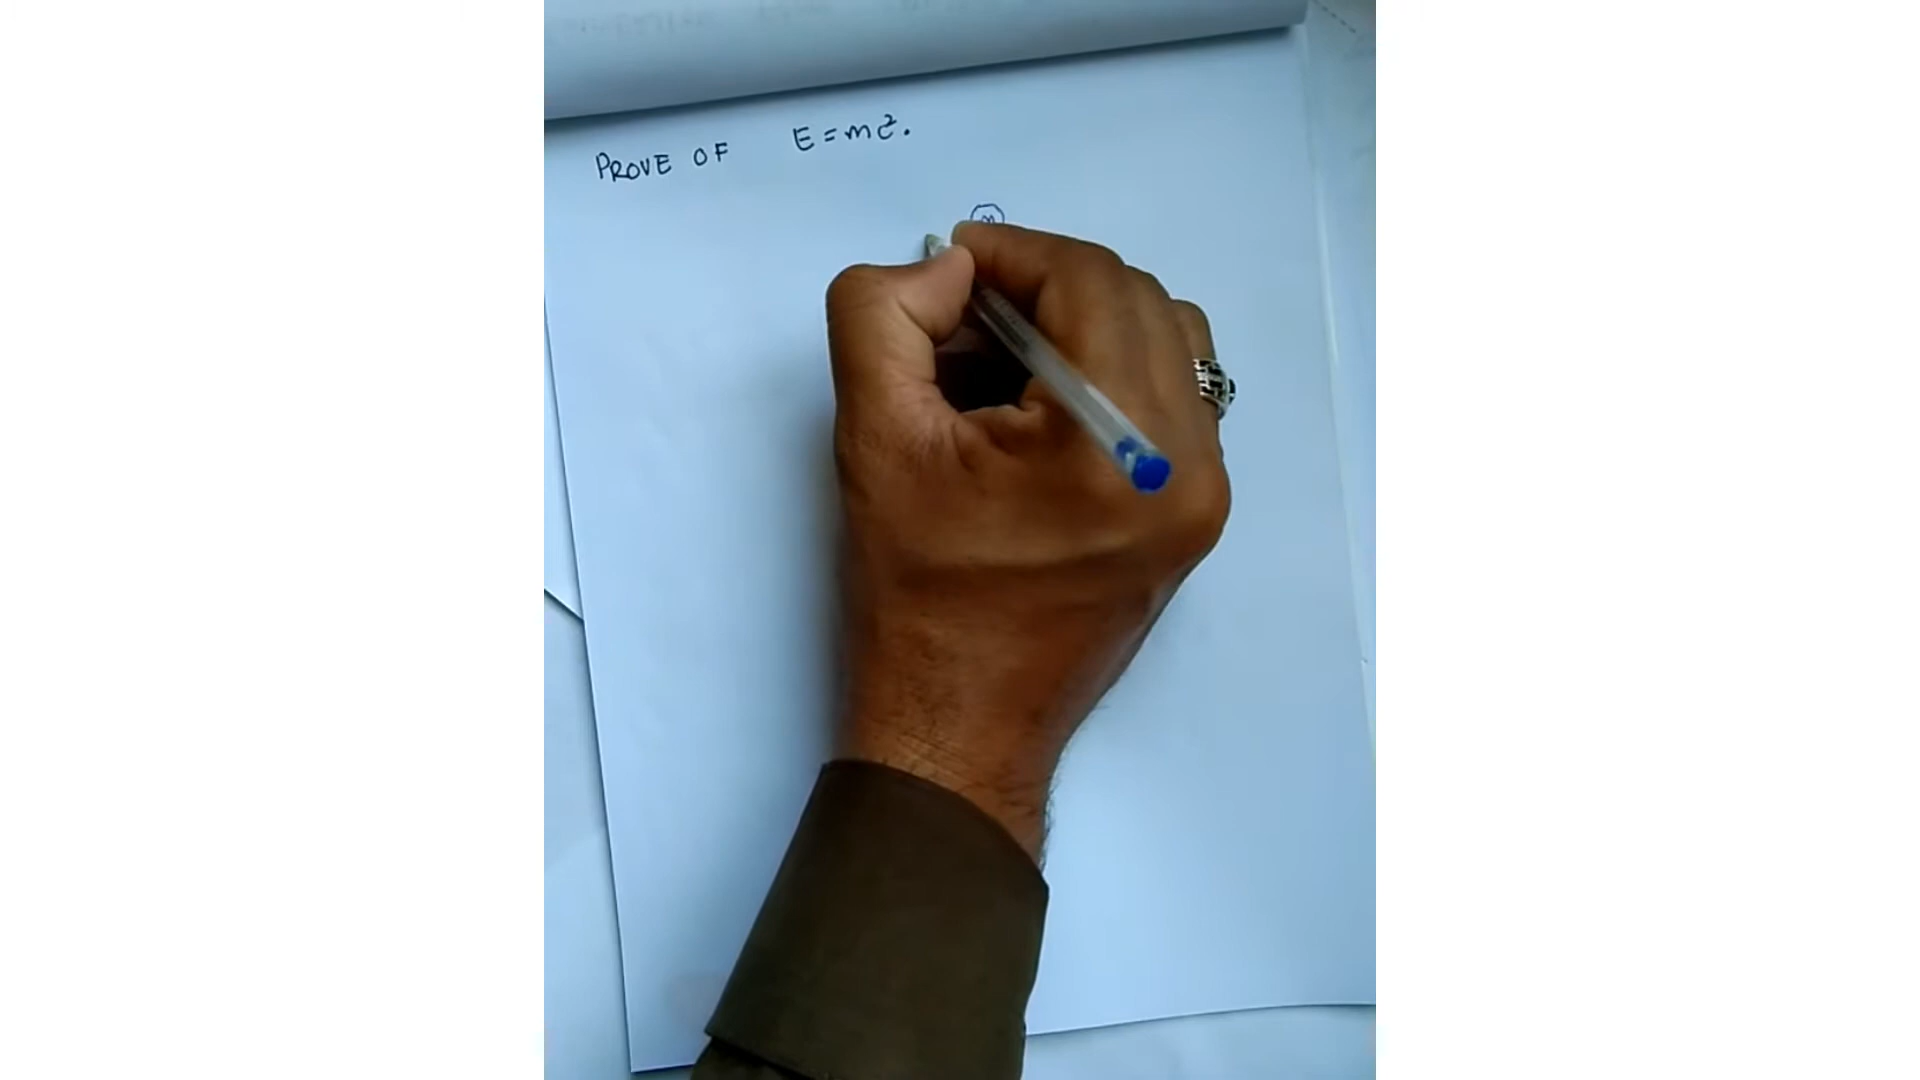 PROVE OF E = mc².
m